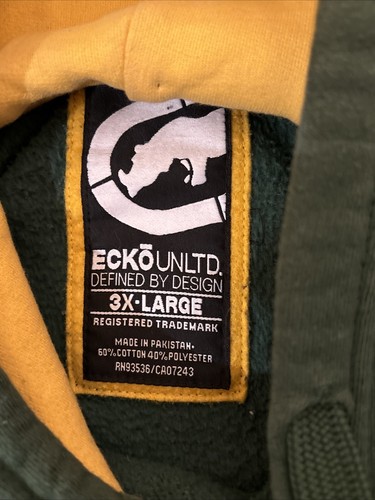 ECKŌ UNLTD.
DEFINED BY DESIGN
3X-LARGE
REGISTERED TRADEMARK
MADE IN PAKISTAN•
60%COTTON 40%POLYESTER
RN93536/CA07243